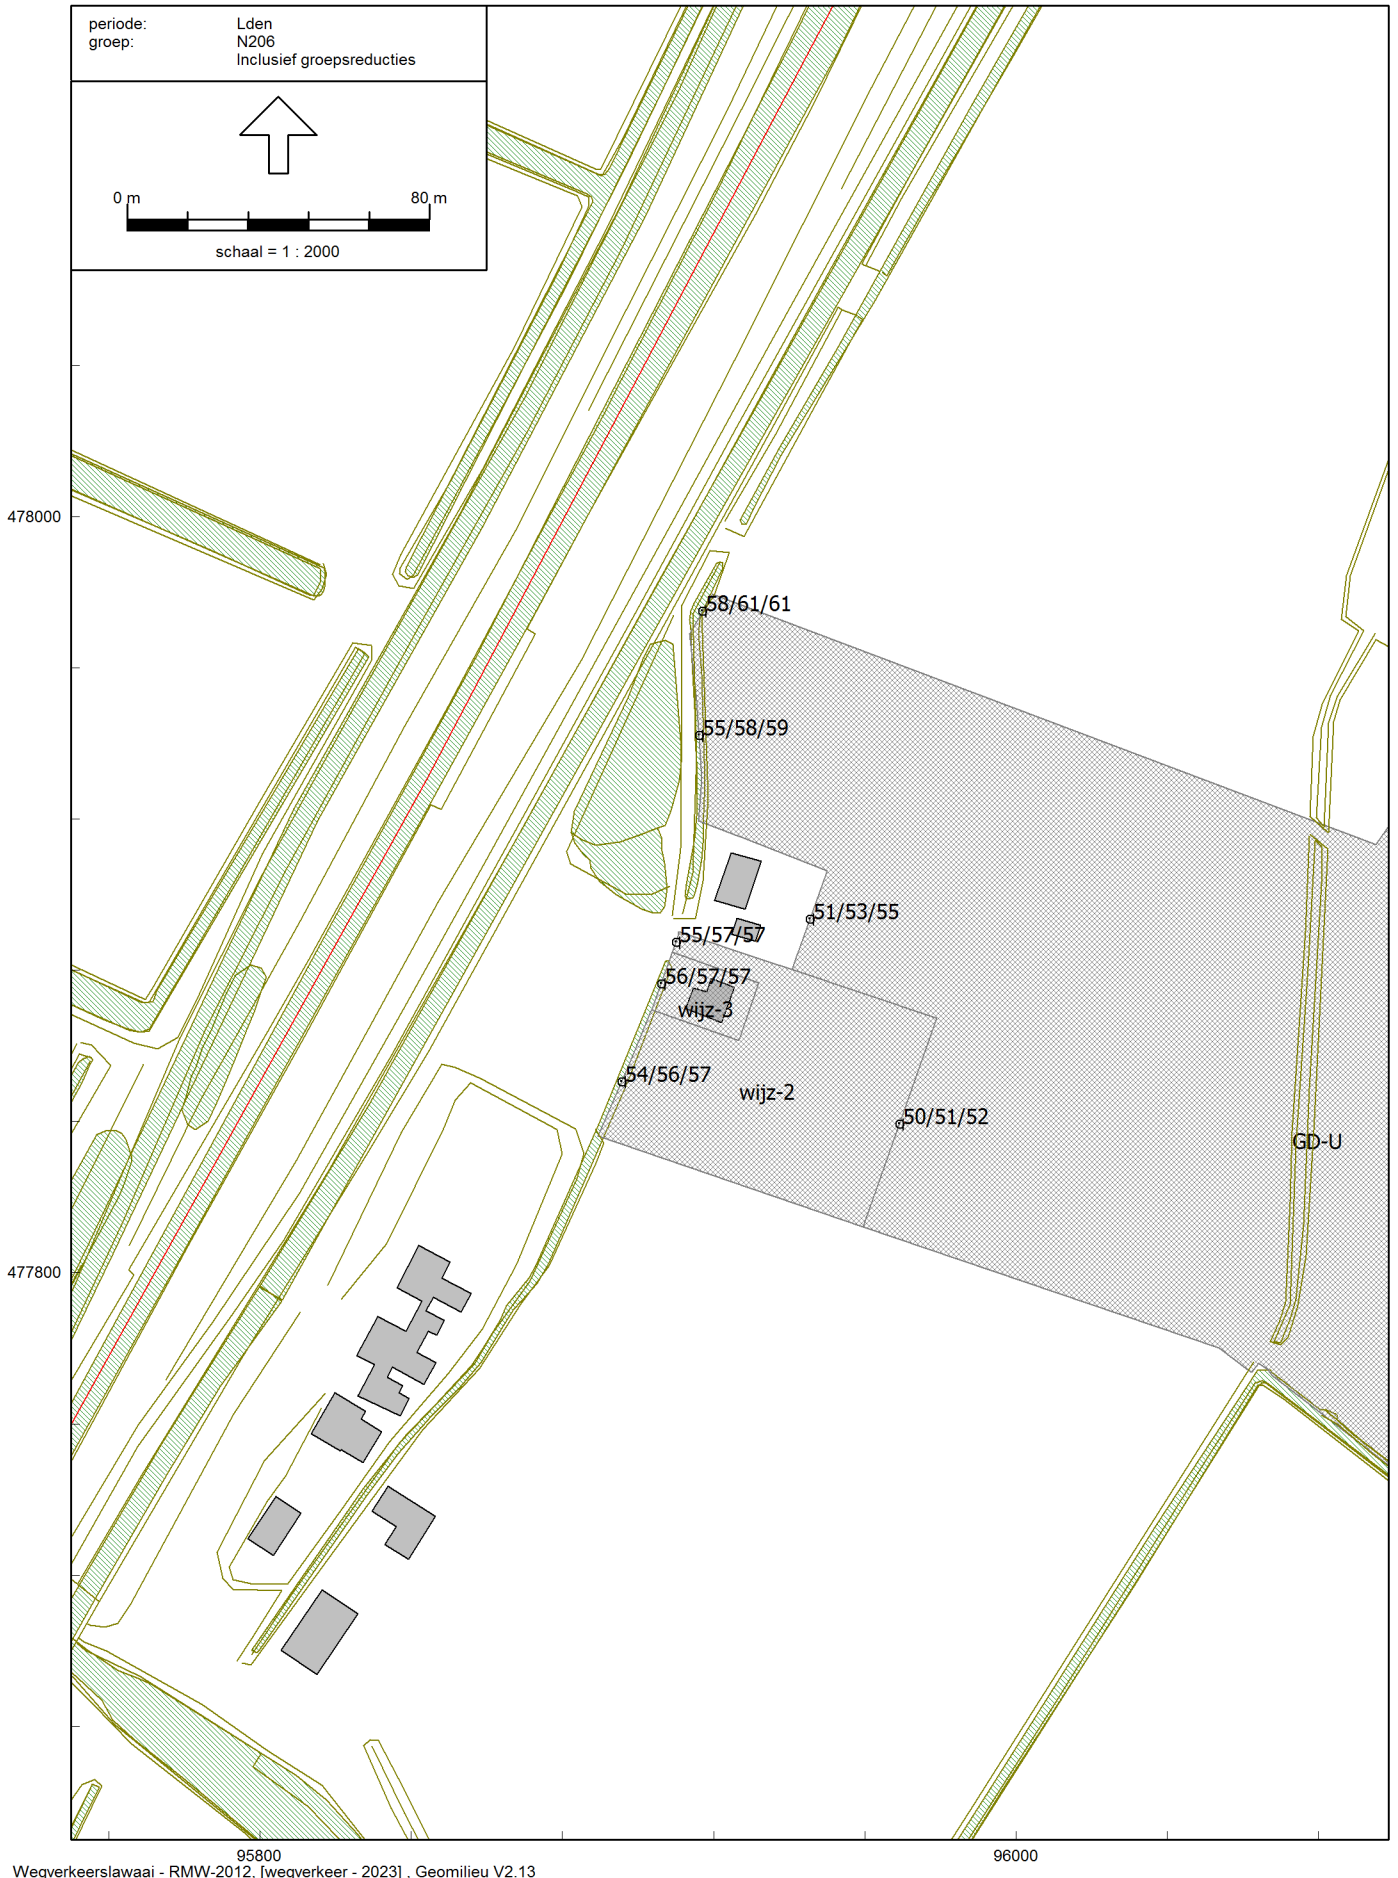 periode: Lden
groep: N206
Inclusief groepsreducties
0 m 80 m
schaal = 1 : 2000
478000
58/61/61
55/58/59
51/53/55
55/57/57
56/57/57
wijz-3
54/56/57
wijz-2
50/51/52
GD-U
477800
95800 96000
Wegverkeerslawaai - RMW-2012, [wegverkeer - 2023] , Geomilieu V2.13